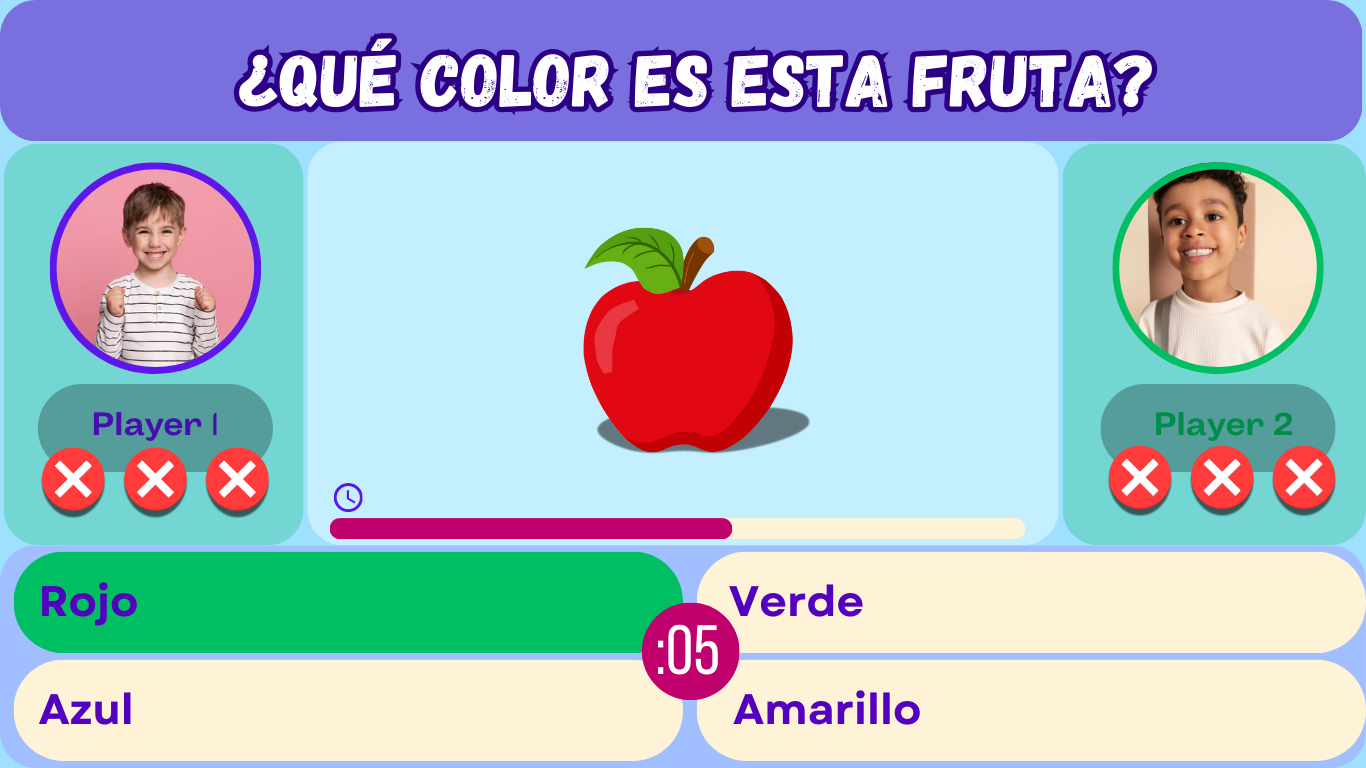 ¿QUÉ COLOR ES ESTA FRUTA?
Player 1
Player 2
Rojo
Verde
:05
Azul
Amarillo